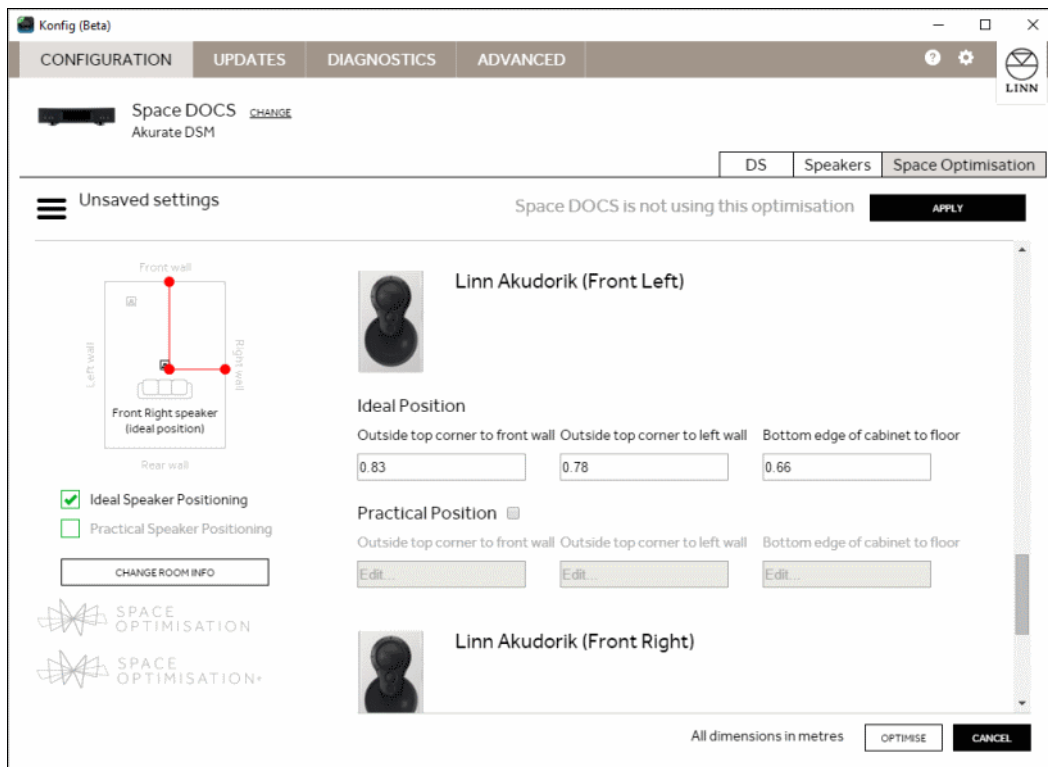 Konfig (Beta)
CONFIGURATION
UPDATES
DIAGNOSTICS
ADVANCED
?
LINN
Space DOCS CHANGE
Akurate DSM
DS
Speakers
Space Optimisation
Unsaved settings
Space DOCS is not using this optimisation
APPLY
Front wall
Left wall
Right wall
Front Right speaker
(ideal position)
Rear wall
Ideal Speaker Positioning
Practical Speaker Positioning
CHANGE ROOM INFO
SPACE
OPTIMISATION
SPACE
OPTIMISATION+
Linn Akudorik (Front Left)
Ideal Position
Outside top corner to front wall
Outside top corner to left wall
Bottom edge of cabinet to floor
0.83
0.78
0.66
Practical Position
Outside top corner to front wall
Outside top corner to left wall
Bottom edge of cabinet to floor
Edit...
Edit...
Edit...
Linn Akudorik (Front Right)
All dimensions in metres
OPTIMISE
CANCEL